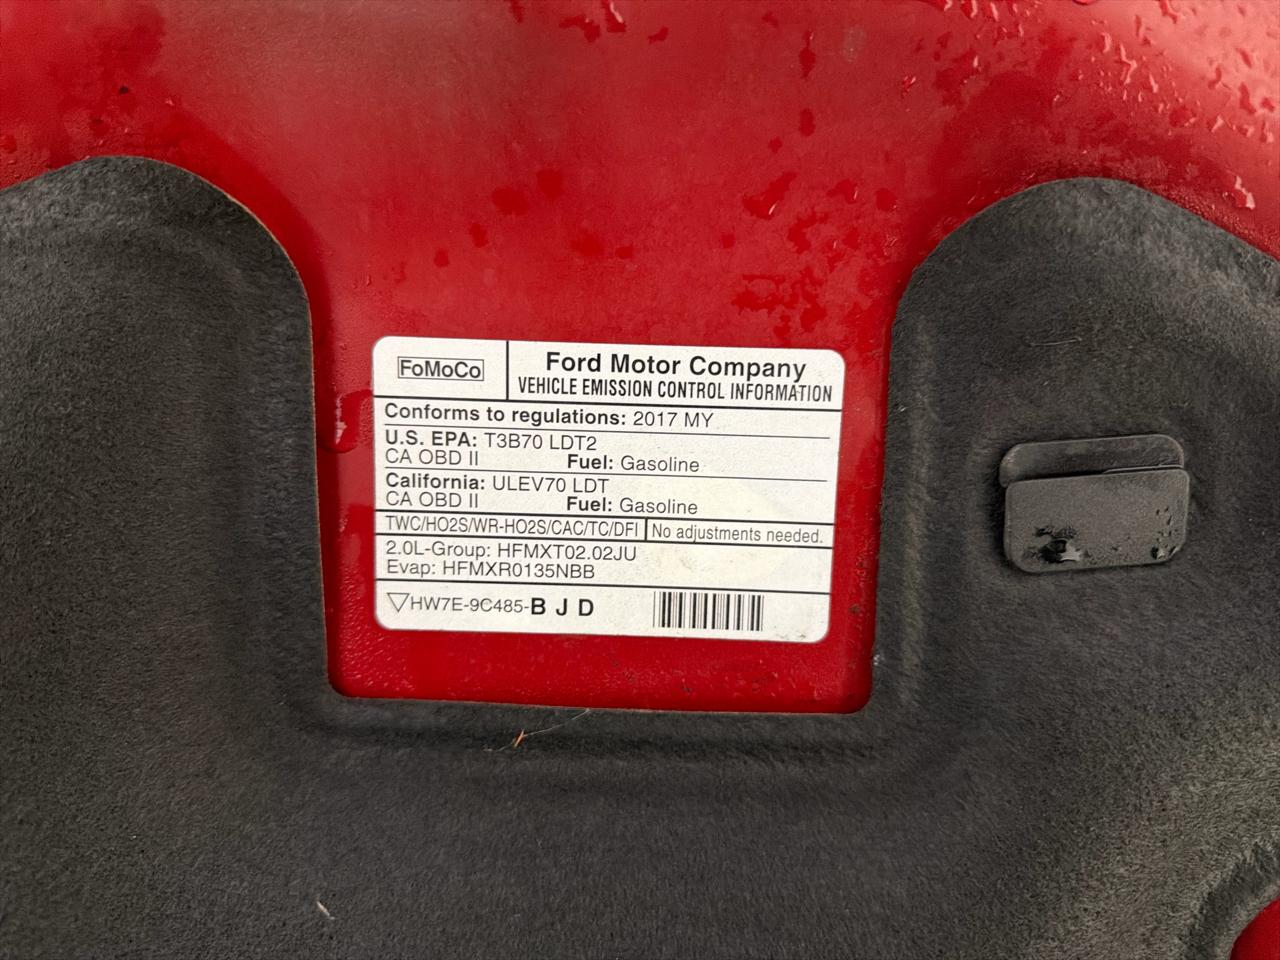 FoMoCo
Ford Motor Company
VEHICLE EMISSION CONTROL INFORMATION
Conforms to regulations: 2017 MY
U.S. EPA: T3B70 LDT2
CA OBD II Fuel: Gasoline
California: ULEV70 LDT
CA OBD II Fuel: Gasoline
TWC/HO2S/WR-HO2S/CAC/TC/DFI No adjustments needed.
2.0L-Group: HFMXT02.02JU
Evap: HFMXR0135NBB
HW7E-9C485-B J D